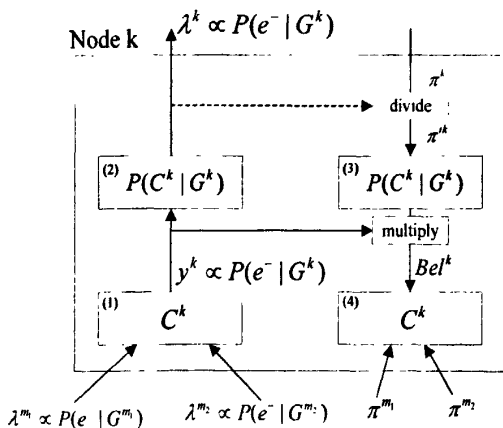 λ^k ∝ P(e⁻ | G^k)
Node k
π^k
divide
π'^k
(2) P(C^k | G^k)
(3) P(C^k | G^k)
multiply
y^k ∝ P(e⁻ | G^k)
Bel^k
(1) C^k
(4) C^k
λ^{m₁} ∝ P(e | G^{m₁})
λ^{m₂} ∝ P(e⁻ | G^{m₂})
π^{m₁}
π^{m₂}